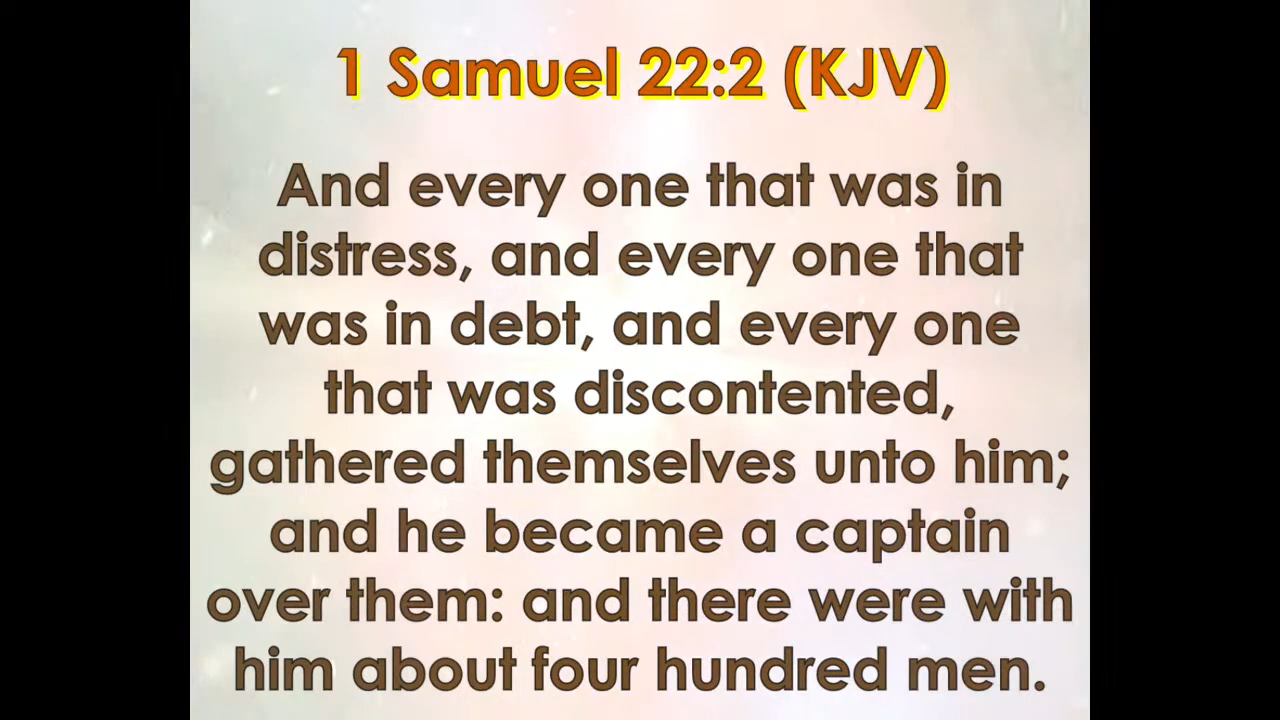 1 Samuel 22:2 (KJV)
And every one that was in
distress, and every one that
was in debt, and every one
that was discontented,
gathered themselves unto him;
and he became a captain
over them: and there were with
him about four hundred men.